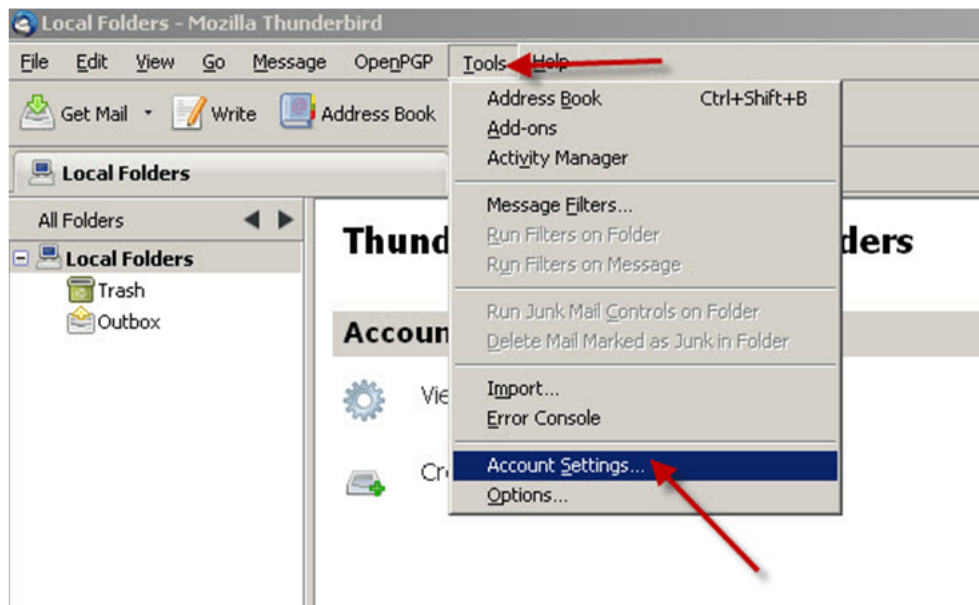 Local Folders - Mozilla Thunderbird
File Edit View Go Message OpenPGP Tools Help
Get Mail Write Address Book
Local Folders
All Folders
Local Folders
Trash
Outbox
Address Book Ctrl+Shift+B
Add-ons
Activity Manager
Message Filters...
Run Filters on Folder
Run Filters on Message
Run Junk Mail Controls on Folder
Delete Mail Marked as Junk in Folder
Import...
Error Console
Account Settings...
Options...
Thund ders
Accoun
Vie
Cr